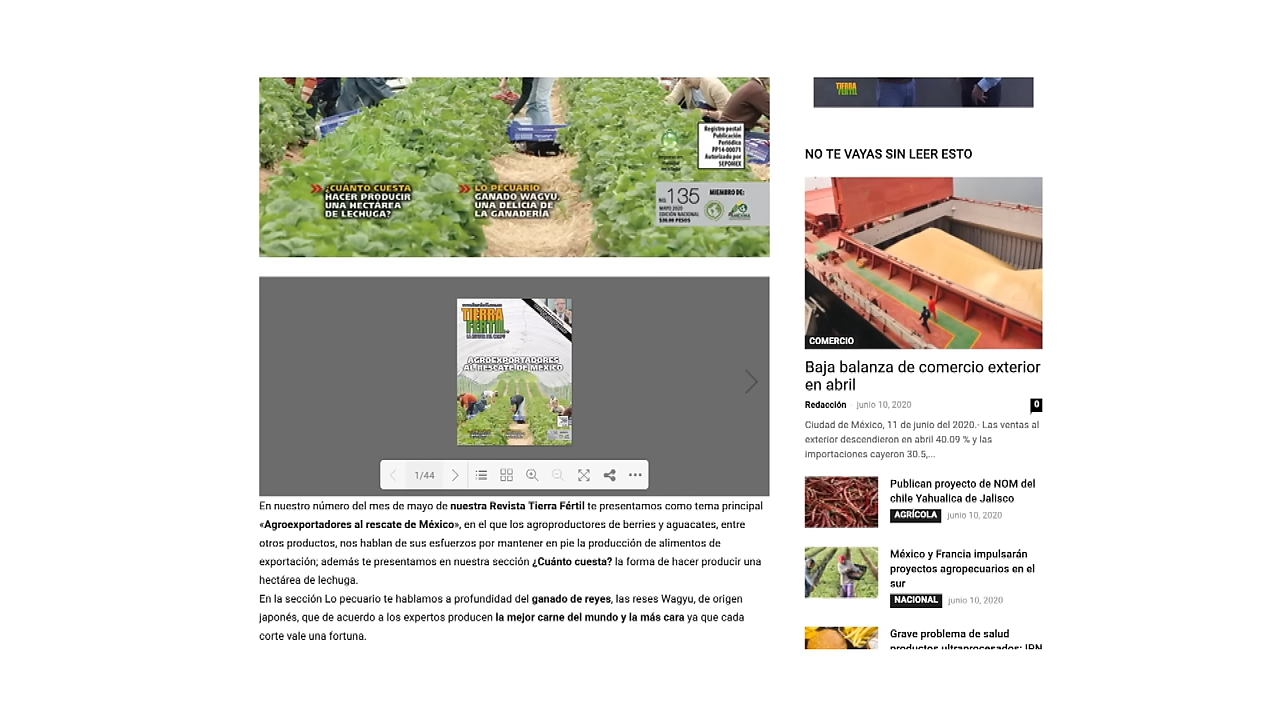 Registro postal
Publicación
Periódica
PP14-00071
Autorizado por
SEPOMEX
¿CUÁNTO CUESTA
HACER PRODUCIR
UNA HECTÁREA
DE LECHUGA?
LO PECUARIO
GANADO WAGYU,
UNA DELICIA DE
LA GANADERÍA
NO. 135
MAYO 2020
EDICIÓN NACIONAL
$30.00 PESOS
MIEMBRO DE:
TIERRA
FÉRTIL
AGROEXPORTADORES
AL RESCATE DE MÉXICO
1/44
En nuestro número del mes de mayo de nuestra Revista Tierra Fértil te presentamos como tema principal
«Agroexportadores al rescate de México», en el que los agroproductores de berries y aguacates, entre
otros productos, nos hablan de sus esfuerzos por mantener en pie la producción de alimentos de
exportación; además te presentamos en nuestra sección ¿Cuánto cuesta? la forma de hacer producir una
hectárea de lechuga.
En la sección Lo pecuario te hablamos a profundidad del ganado de reyes, las reses Wagyu, de origen
japonés, que de acuerdo a los expertos producen la mejor carne del mundo y la más cara ya que cada
corte vale una fortuna.
TIERRA
FÉRTIL
NO TE VAYAS SIN LEER ESTO
COMERCIO
Baja balanza de comercio exterior
en abril
Redacción - junio 10, 2020
0
Ciudad de México, 11 de junio del 2020.- Las ventas al
exterior descendieron en abril 40.09 % y las
importaciones cayeron 30.5,...
Publican proyecto de NOM del
chile Yahualica de Jalisco
AGRÍCOLA junio 10, 2020
México y Francia impulsarán
proyectos agropecuarios en el
sur
NACIONAL junio 10, 2020
Grave problema de salud
productos ultraprocesados: IPN